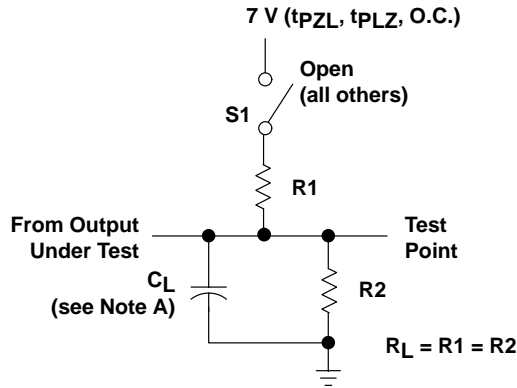 7 V (tPZL, tPLZ, O.C.)
Open
(all others)
S1
R1
From Output
Under Test
Test
Point
CL
(see Note A)
R2
RL = R1 = R2